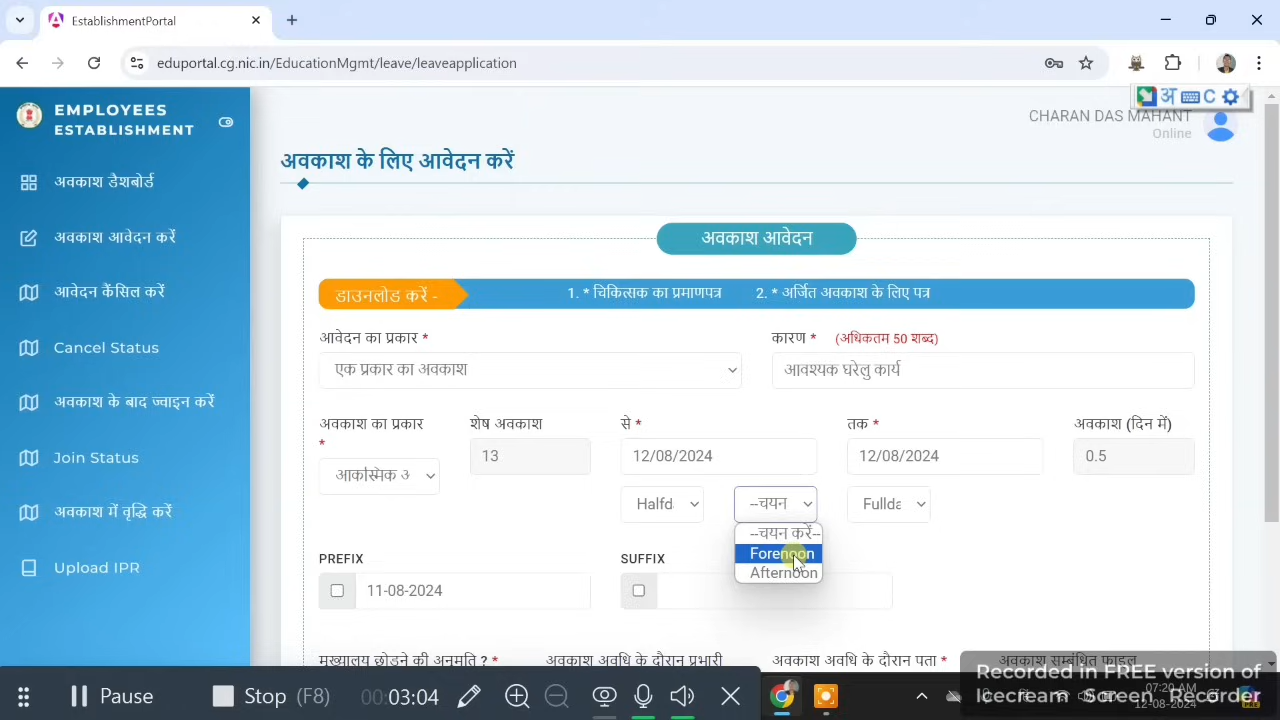 EstablishmentPortal
eduportal.cg.nic.in/EducationMgmt/leave/leaveapplication
EMPLOYEES
ESTABLISHMENT
अवकाश डैशबोर्ड
अवकाश आवेदन करें
आवेदन कैंसिल करें
Cancel Status
अवकाश के बाद ज्वाइन करें
Join Status
अवकाश में वृद्धि करें
Upload IPR
अ C
CHARAN DAS MAHANT
Online
अवकाश के लिए आवेदन करें
अवकाश आवेदन
डाउनलोड करें - 1. * चिकित्सक का प्रमाणपत्र 2. * अर्जित अवकाश के लिए पत्र
आवेदन का प्रकार * कारण * (अधिकतम 50 शब्द)
एक प्रकार का अवकाश आवश्यक घरेलु कार्य
अवकाश का प्रकार * शेष अवकाश से * तक * अवकाश (दिन में)
आकस्मिक अ 13 12/08/2024 12/08/2024 0.5
Halfd --चयन Fullda
--चयन करें--
Forenoon
Afternoon
PREFIX SUFFIX
11-08-2024
मुख्यालय छोड़ने की अनुमति ? * अवकाश अवधि के दौरान प्रभारी अवकाश अवधि के दौरान पता * अवकाश सम्बंधित फाइल
Pause Stop (F8) 00:03:04
Recorded in FREE version of
Icecream Screen Recorder
07:20 AM
12-08-2024